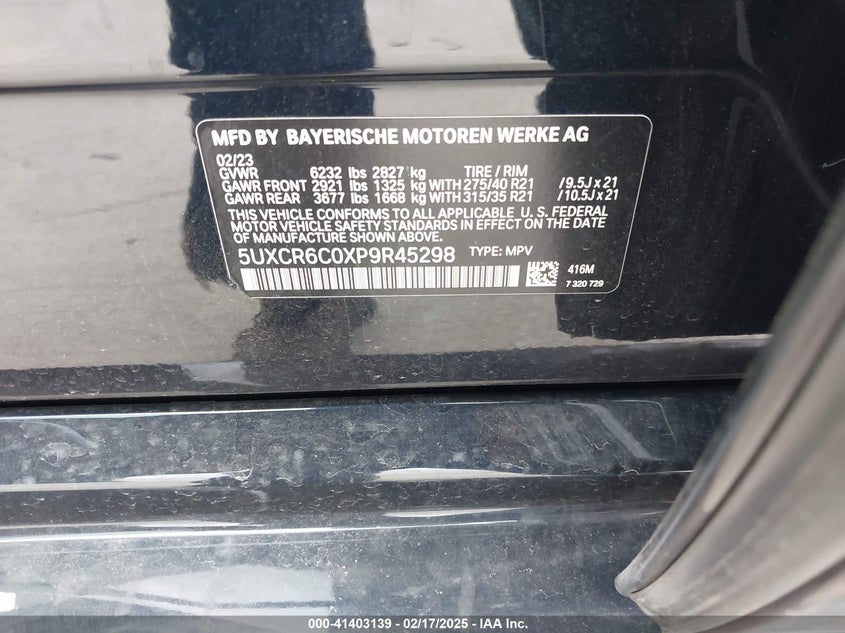 MFD BY BAYERISCHE MOTOREN WERKE AG
02/23
GVWR 6232 lbs 2827 kg TIRE / RIM
GAWR FRONT 2921 lbs 1325 kg WITH 275/40 R21 / 9.5J x 21
GAWR REAR 3677 lbs 1668 kg WITH 315/35 R21 / 10.5J x 21
THIS VEHICLE CONFORMS TO ALL APPLICABLE U. S. FEDERAL
MOTOR VEHICLE SAFETY STANDARDS IN EFFECT ON THE DATE
OF MANUFACTURE SHOWN ABOVE.
5UXCR6C0XP9R45298 TYPE: MPV
416M
7 320 729
000-41403139 - 02/17/2025 - IAA Inc.